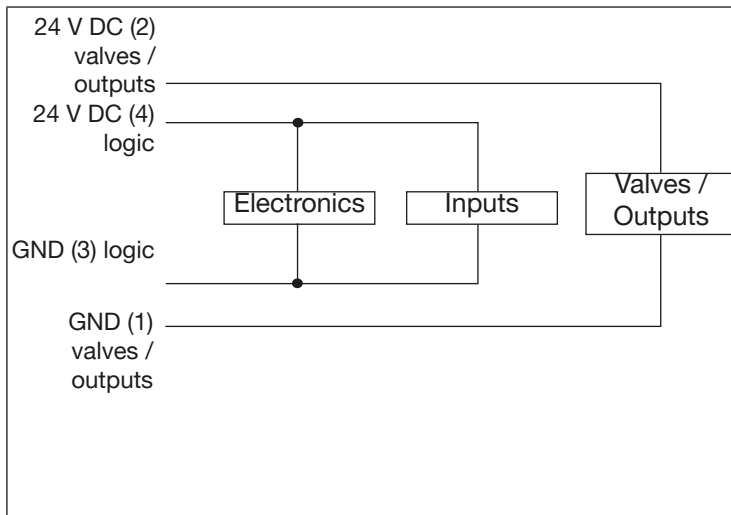 24 V DC (2)
valves /
outputs
24 V DC (4)
logic
Electronics
Inputs
Valves /
Outputs
GND (3) logic
GND (1)
valves /
outputs